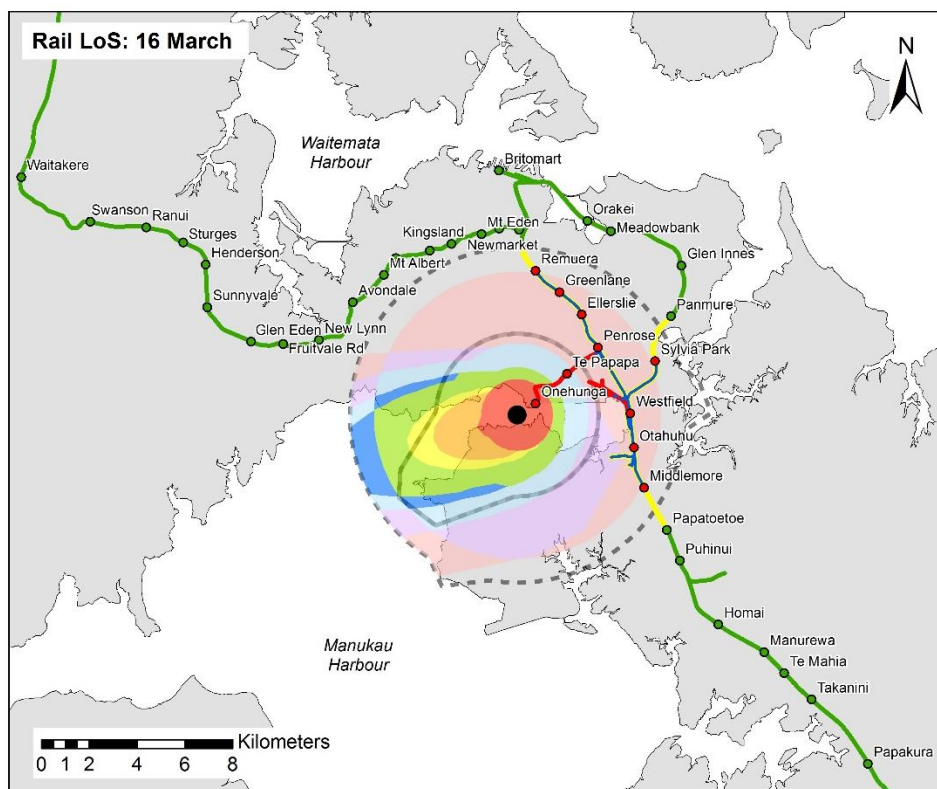 Rail LoS: 16 March
N
Waitemata
Harbour
Britomart
Waitakere
Swanson
Ranui
Sturges
Henderson
Sunnyvale
Glen Eden
Fruitvale Rd
New Lynn
Avondale
Mt Albert
Kingsland
Mt Eden
Newmarket
Orakei
Meadowbank
Glen Innes
Panmure
Remuera
Greenlane
Ellerslie
Penrose
Sylvia Park
Te Papapa
Onehunga
Westfield
Otahuhu
Middlemore
Papatoetoe
Puhinui
Homai
Manurewa
Te Mahia
Takanini
Papakura
Manukau
Harbour
Kilometers
0 1 2 4 6 8